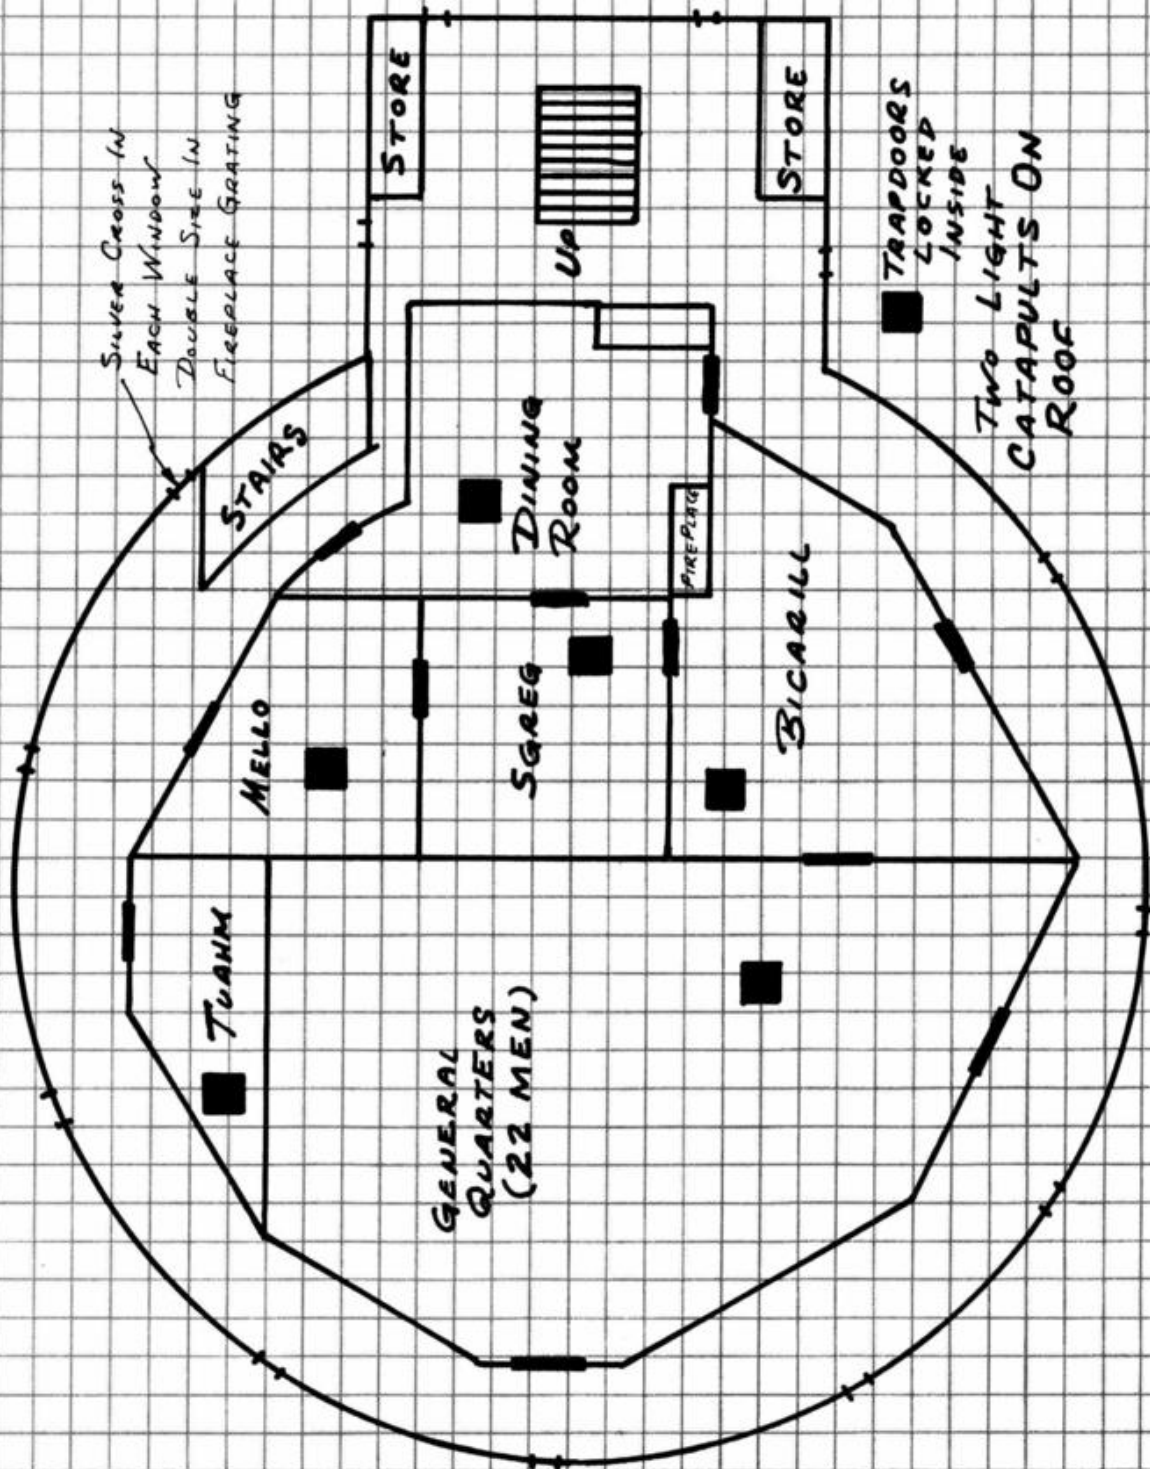 SILVER CROSS IN
EACH WINDOW
DOUBLE SIZE IN
FIREPLACE GRATING
STORE
STORE
UP
TRAPDOORS
LOCKED
INSIDE
TWO LIGHT
CATAPULTS ON
ROOF
STAIRS
DINING
ROOM
FIREPLACE
MELLO
SGREG
BICARILL
TUAHM
GENERAL
QUARTERS
(22 MEN)